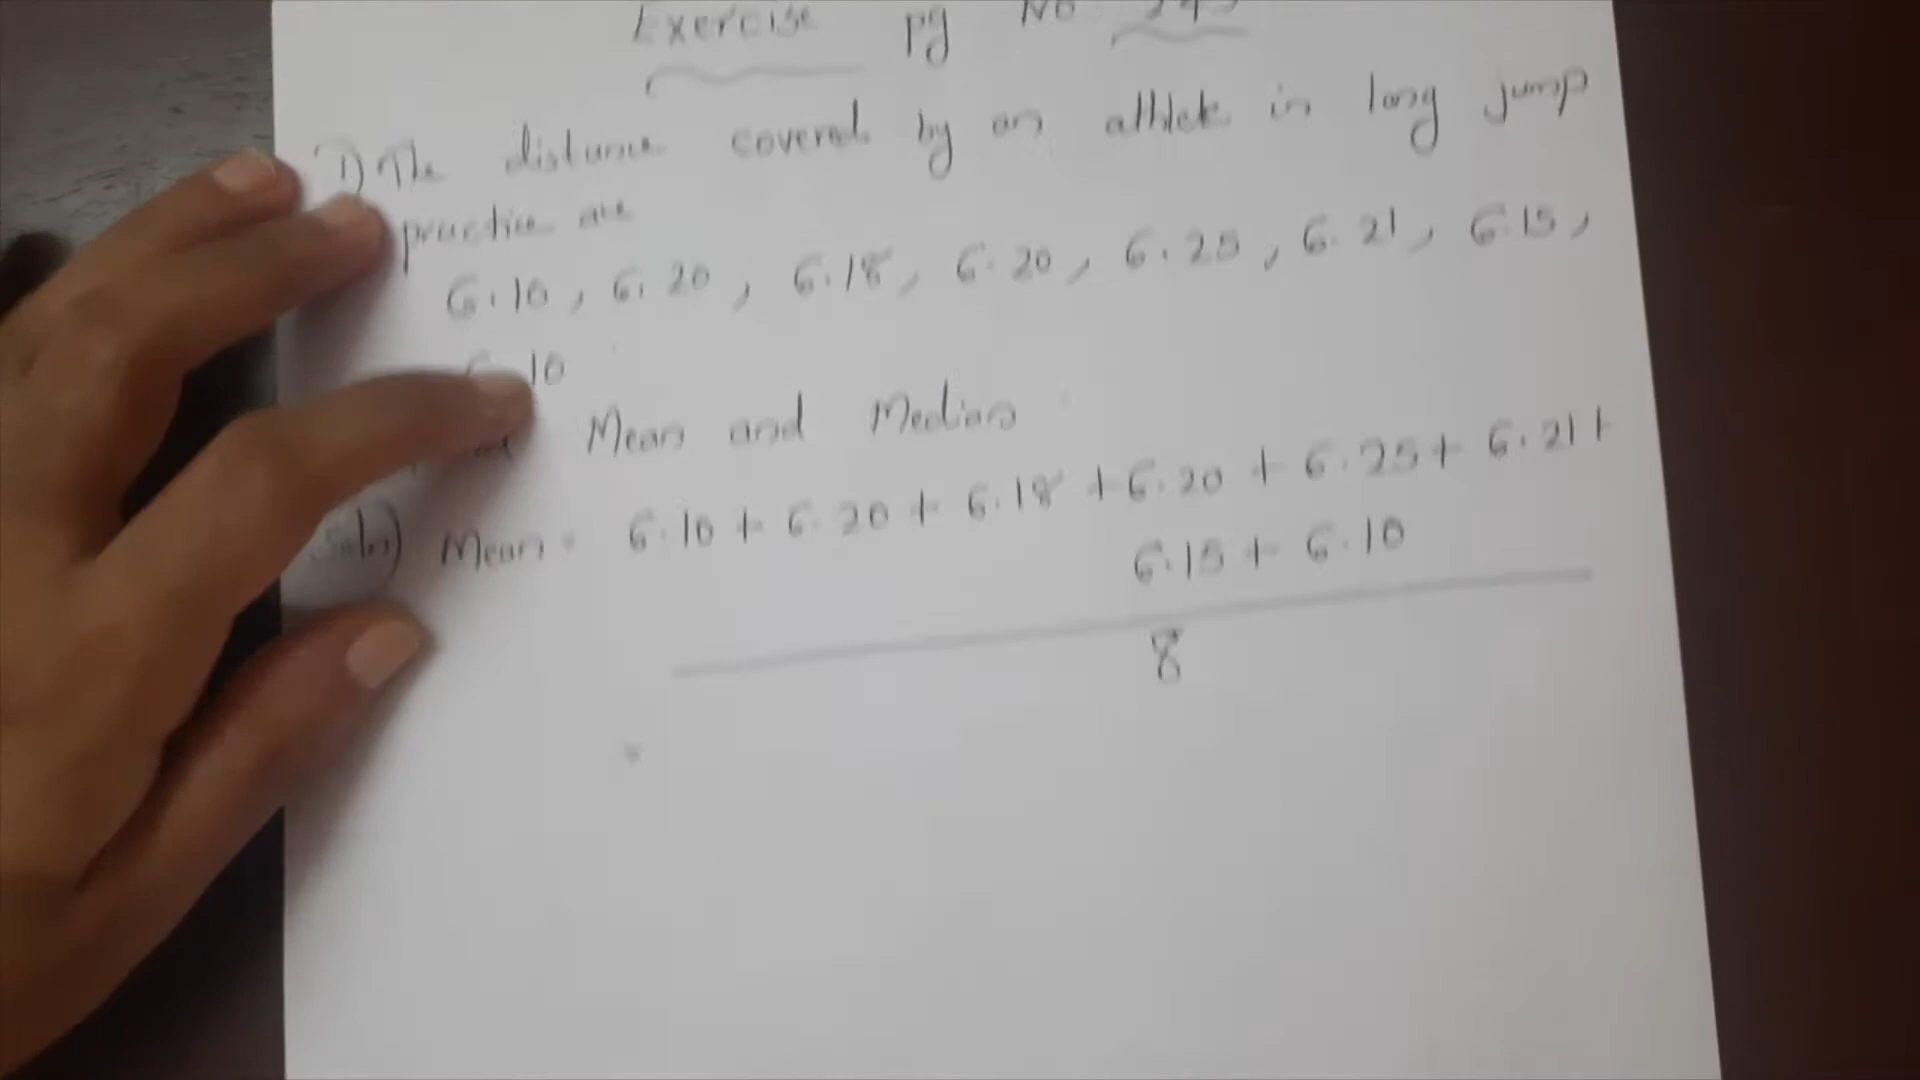 Exercise pg No
1) The distance covered by an athlete in long jump
practice are
6.10, 6.20, 6.18, 6.20, 6.25, 6.21, 6.15,
10
Mean and Median
Soln) Mean = 6.10 + 6.20 + 6.18 + 6.20 + 6.25 + 6.21 +
6.15 + 6.10
8
=